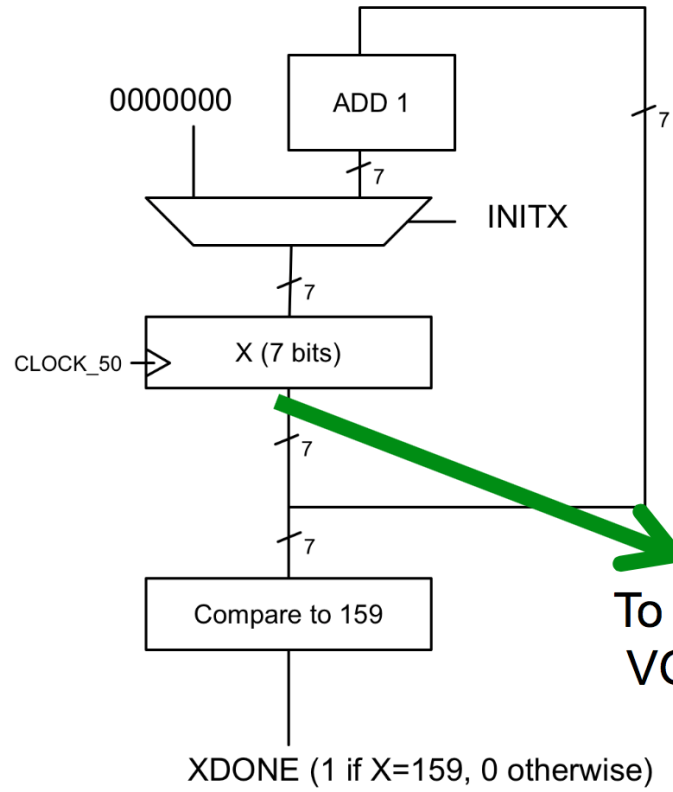 0000000
ADD 1
7
7
INITX
7
X (7 bits)
CLOCK_50
7
7
Compare to 159
To
XDONE (1 if X=159, 0 otherwise)